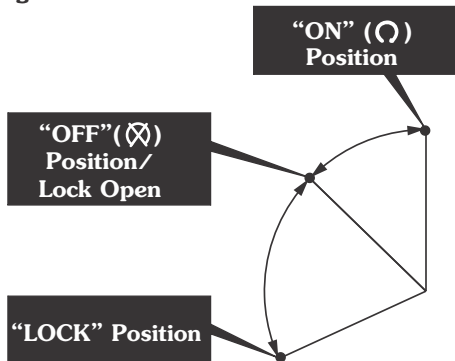 “ON” (↻)
Position
“OFF”(⊗)
Position/
Lock Open
“LOCK” Position